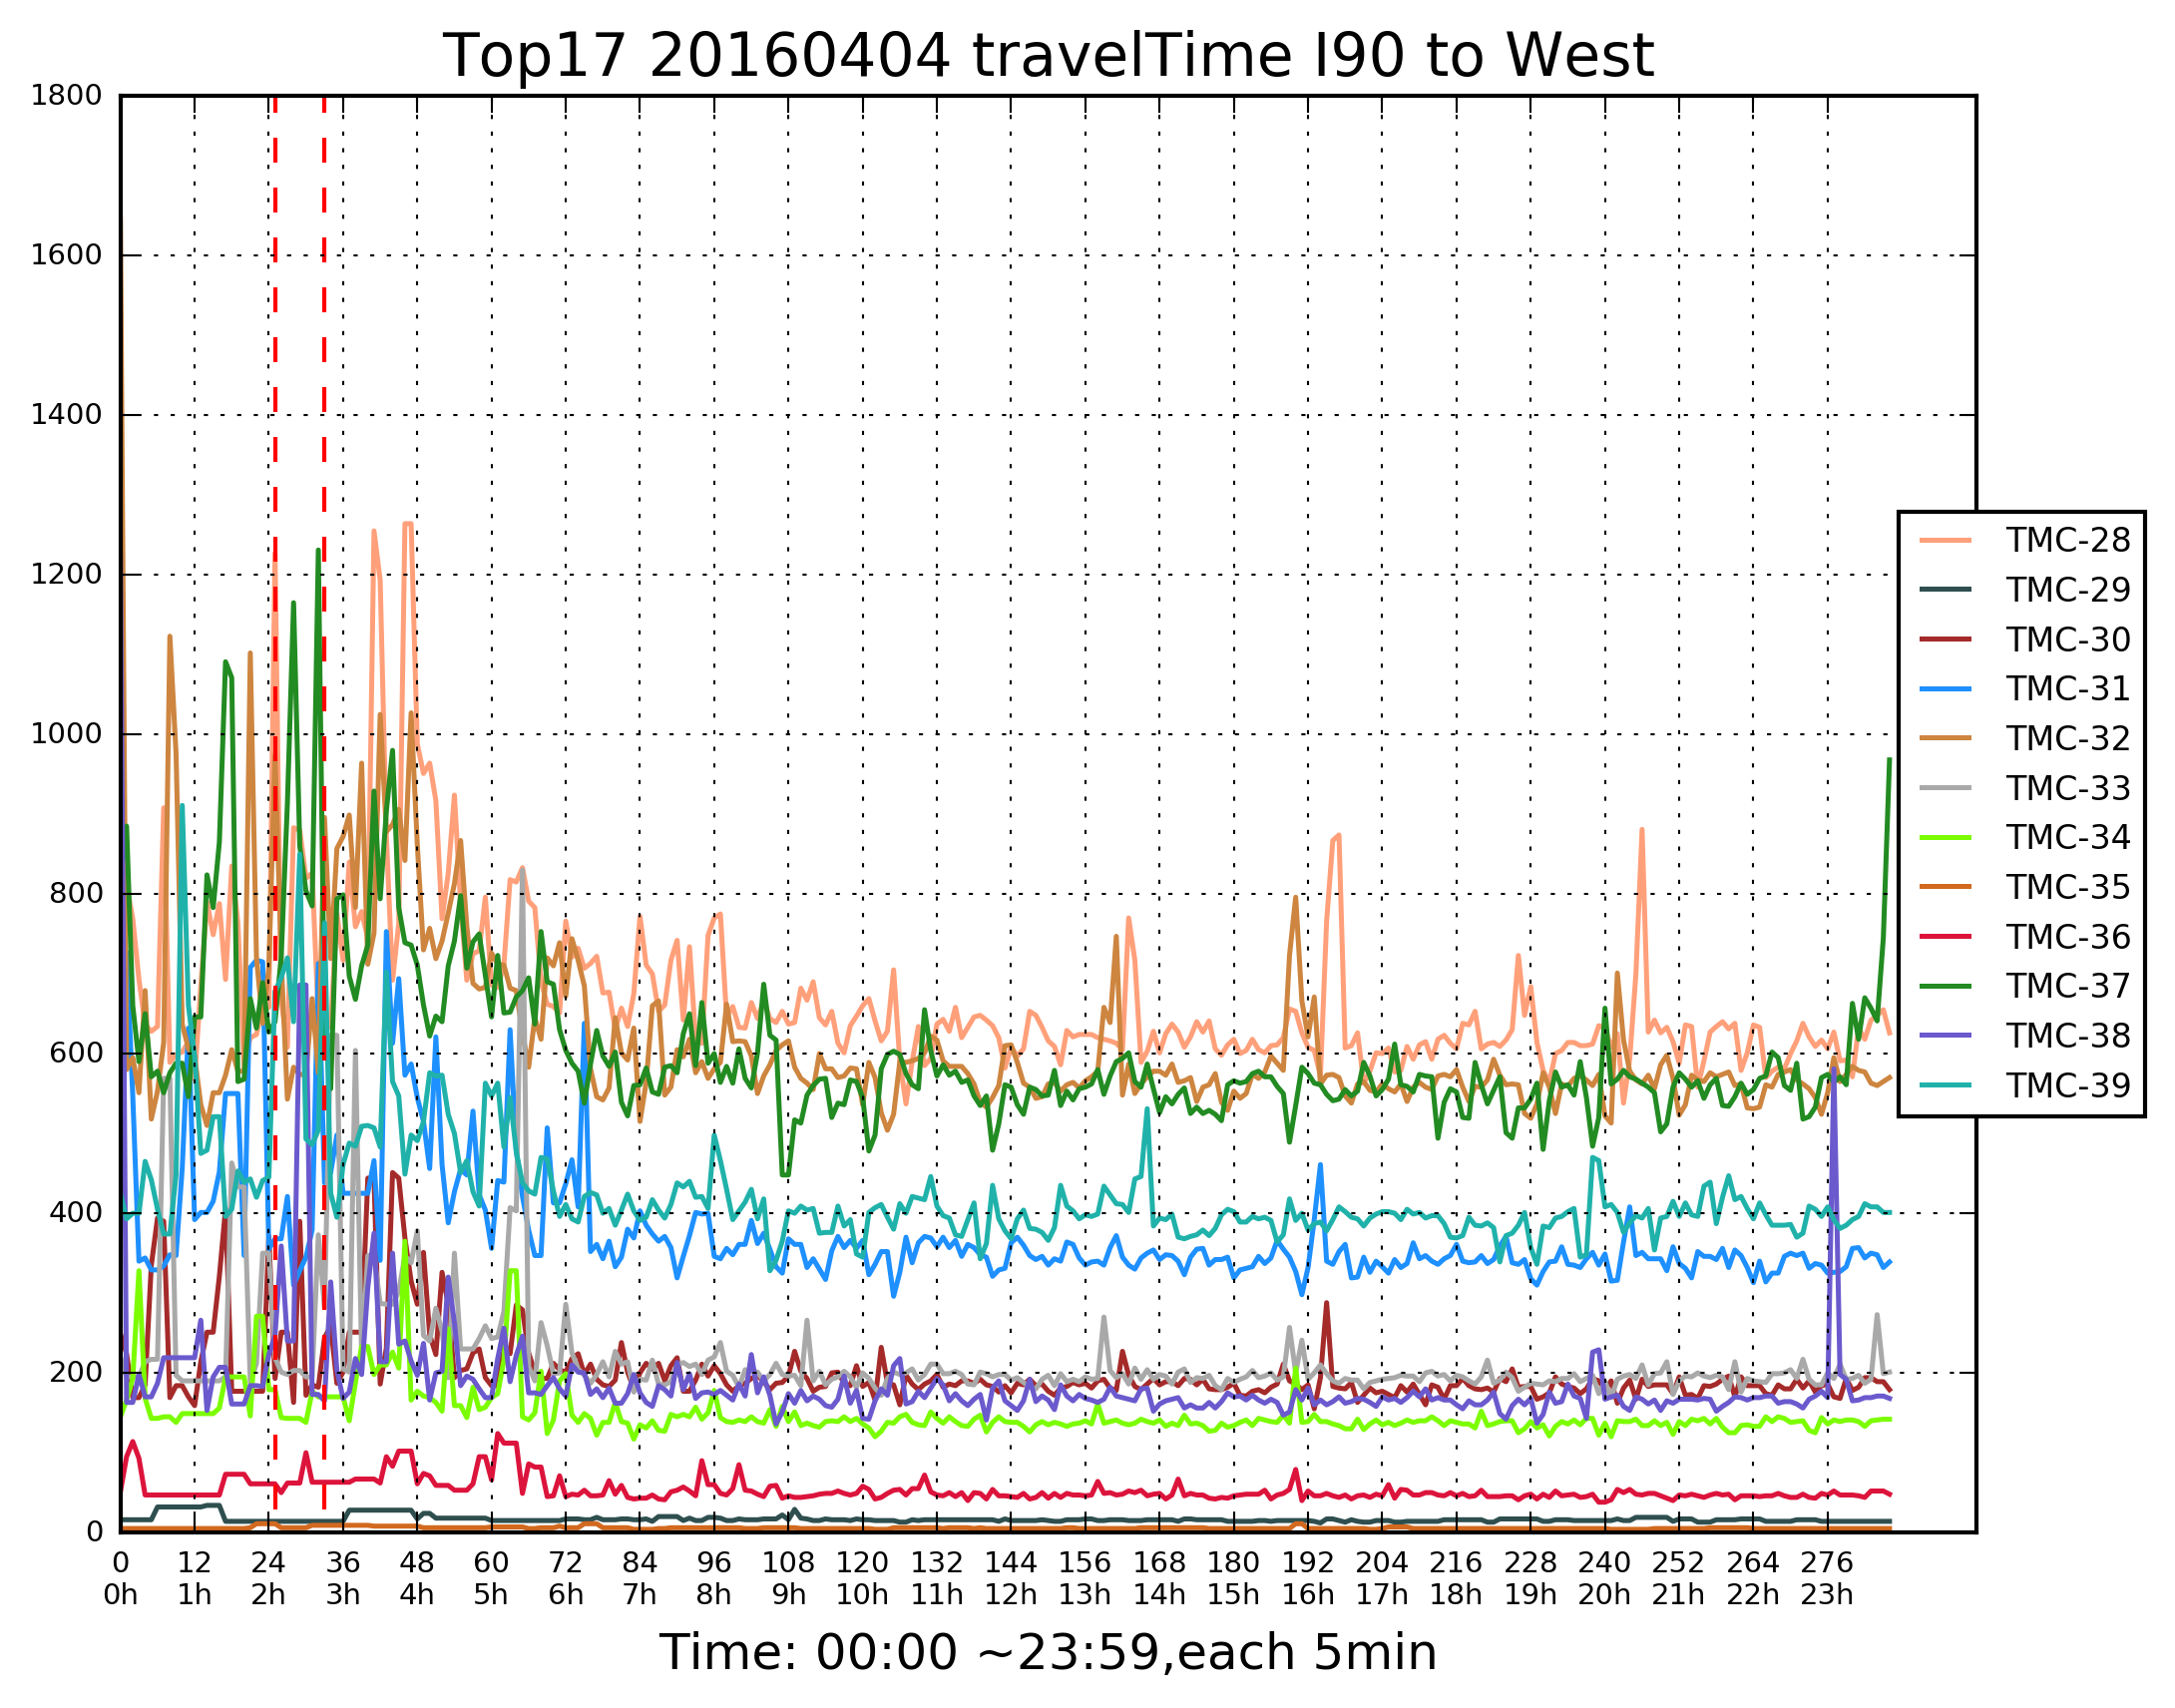 Top17 20160404 travelTime I90 to West
1800
1600
1400
1200
1000
800
600
400
200
0
TMC-28
TMC-29
TMC-30
TMC-31
TMC-32
TMC-33
TMC-34
TMC-35
TMC-36
TMC-37
TMC-38
TMC-39
0 12 24 36 48 60 72 84 96 108 120 132 144 156 168 180 192 204 216 228 240 252 264 276
0h 1h 2h 3h 4h 5h 6h 7h 8h 9h 10h 11h 12h 13h 14h 15h 16h 17h 18h 19h 20h 21h 22h 23h
Time: 00:00 ~23:59,each 5min